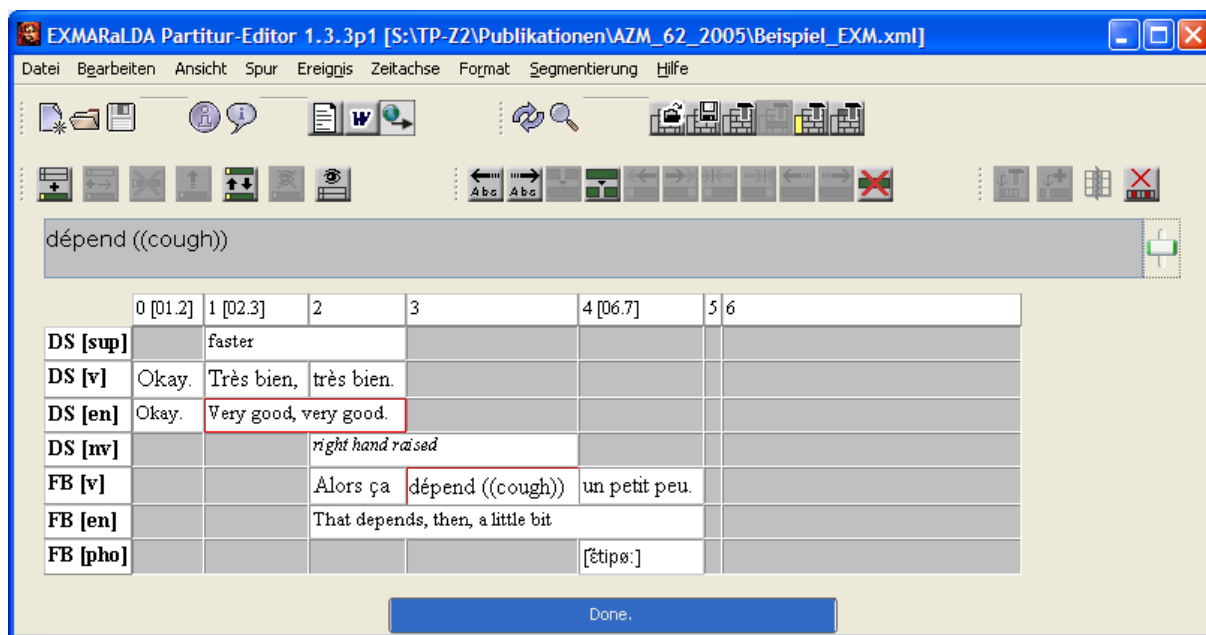 EXMARaLDA Partitur-Editor 1.3.3p1 [S:\TP-Z2\Publikationen\AZM_62_2005\Beispiel_EXM.xml]
Datei Bearbeiten Ansicht Spur Ereignis Zeitachse Format Segmentierung Hilfe
Abc Abc
dépend ((cough))
0 [01.2] 1 [02.3] 2 3 4 [06.7] 5 6
DS [sup] faster
DS [v] Okay. Très bien, très bien.
DS [en] Okay. Very good, very good.
DS [nv] right hand raised
FB [v] Alors ça dépend ((cough)) un petit peu.
FB [en] That depends, then, a little bit
FB [pho] [ɛ̃tipø:]
Done.